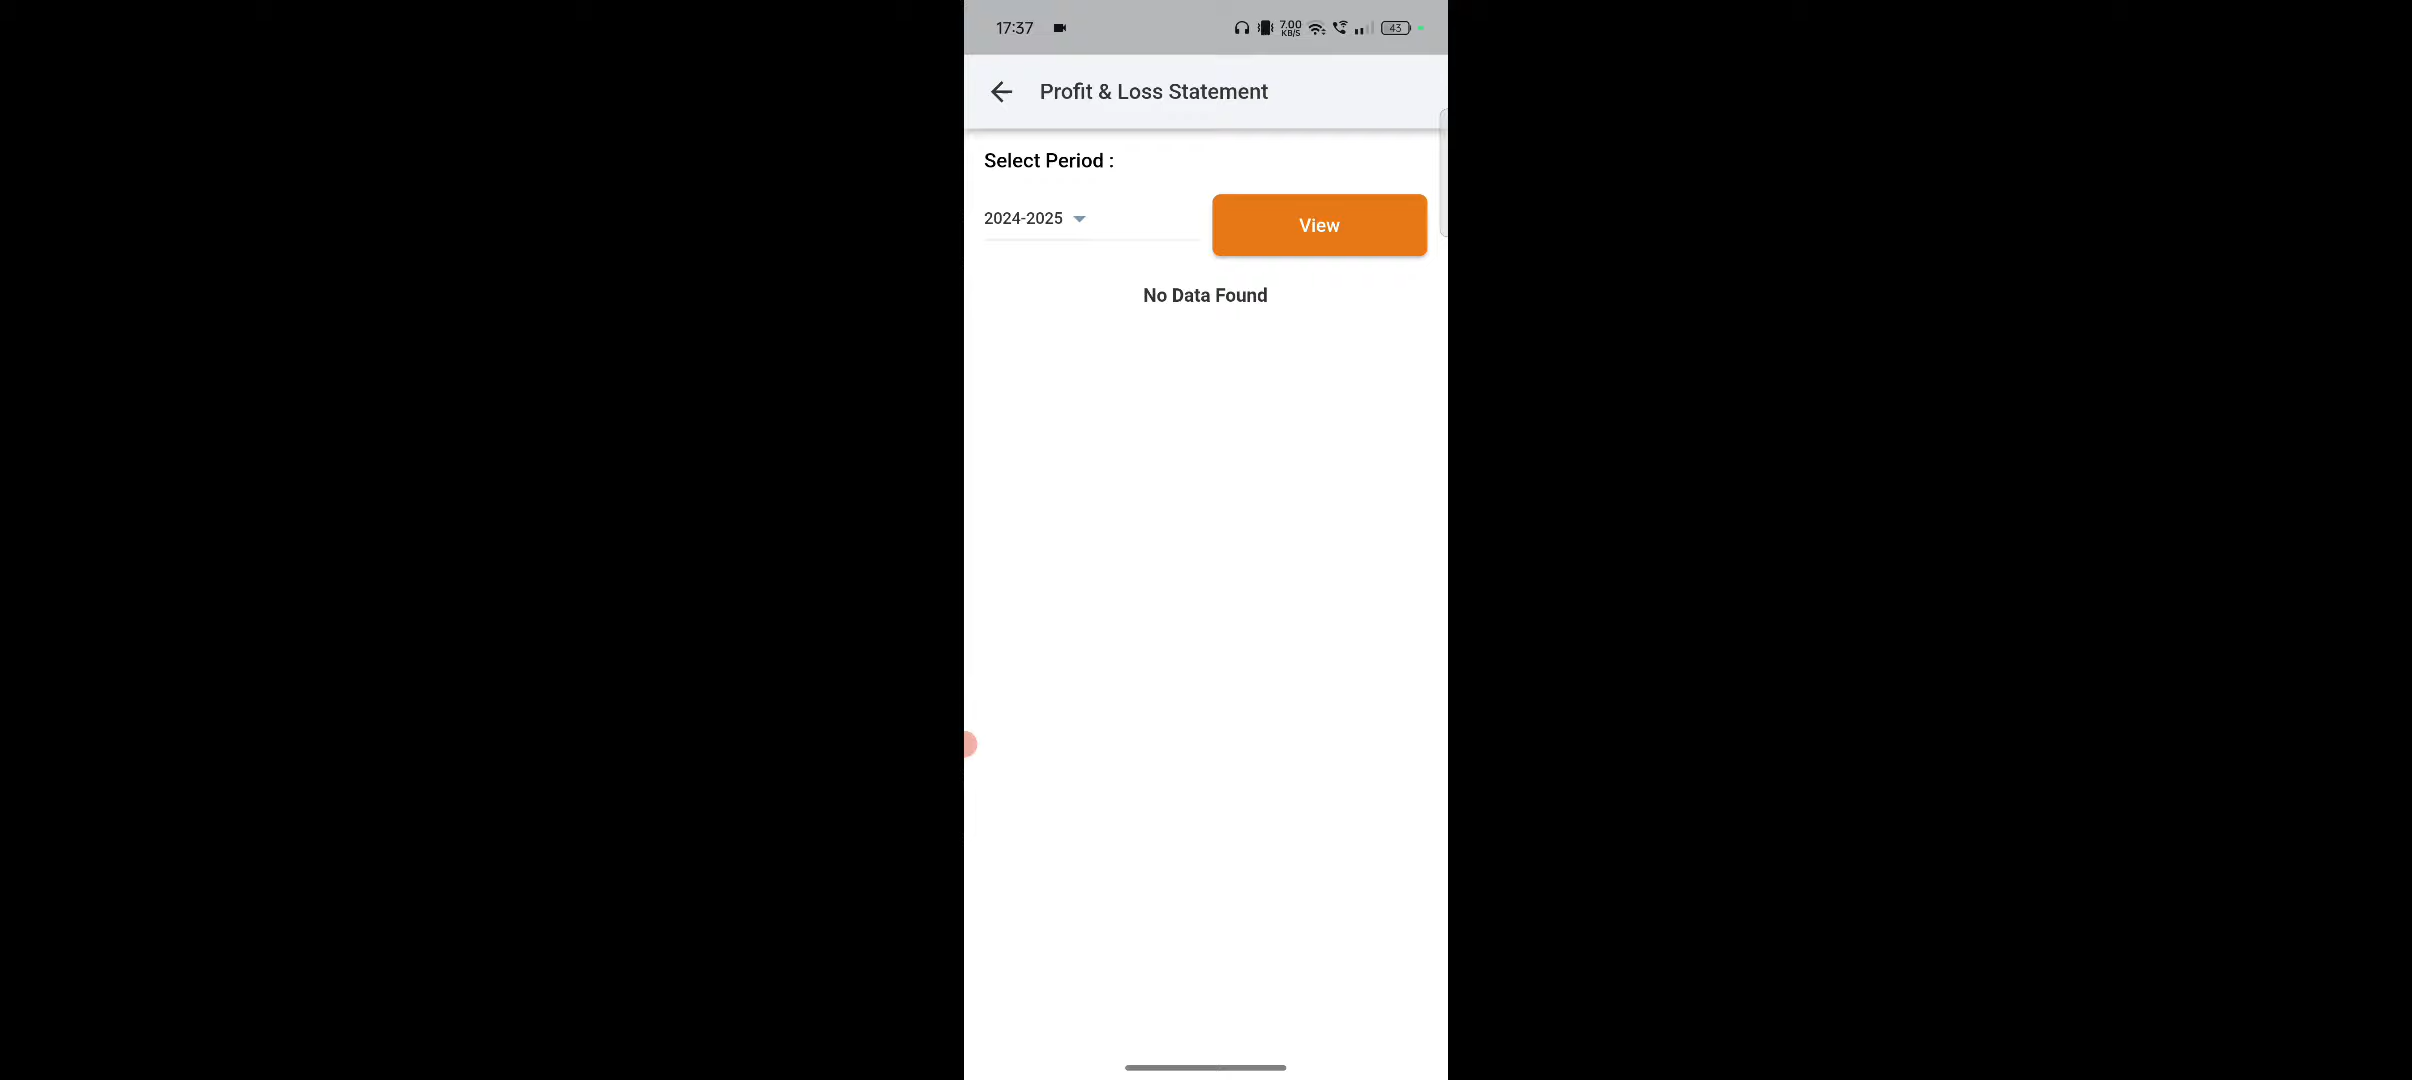 17:37
7.00
KB/S
43
Profit & Loss Statement
Select Period :
2024-2025
View
No Data Found